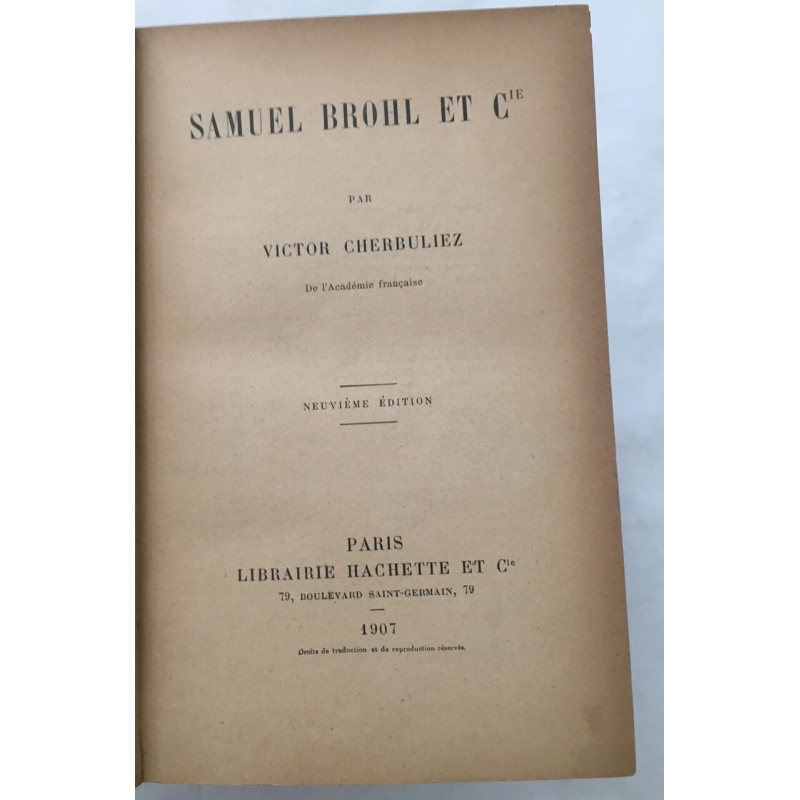 SAMUEL BROHL ET CIE
PAR
VICTOR CHERBULIEZ
De l'Académie française
NEUVIÈME ÉDITION
PARIS
LIBRAIRIE HACHETTE ET Cie
79, BOULEVARD SAINT-GERMAIN, 79
1907
Droits de traduction et de reproduction réservés.